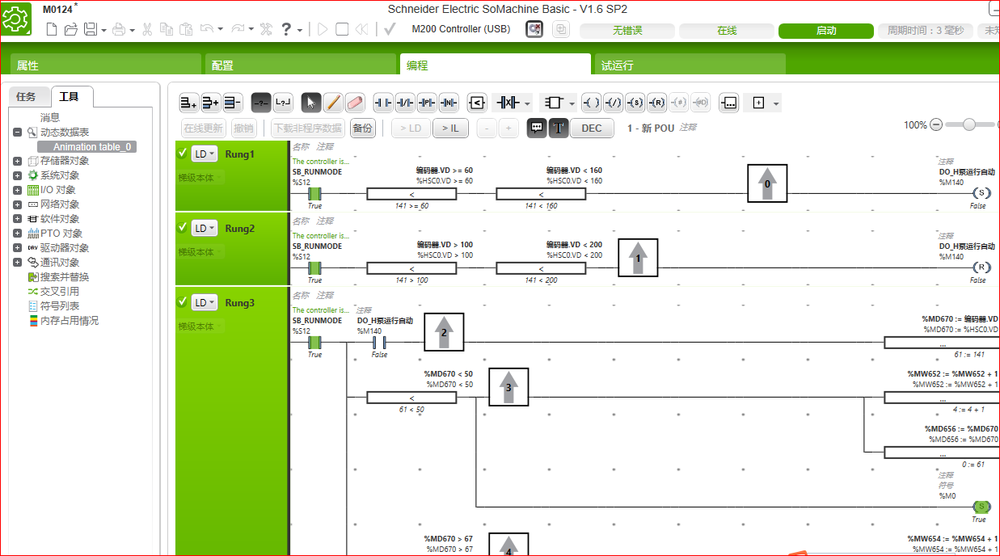 M0124*
Schneider Electric SoMachine Basic - V1.6 SP2
M200 Controller (USB)
无错误
在线
启动
周期时间：3 毫秒
属性
配置
编程
试运行
任务
工具
消息
动态数据表
Animation table_0
存储器对象
系统对象
I/O 对象
网络对象
软件对象
PTO 对象
DRV 驱动器对象
通讯对象
搜索并替换
交叉引用
符号列表
内存占用情况
在线更新
撤销
下载非程序数据
备份
> LD
> IL
-
+
DEC
1 - 新 POU 注释
100%
LD
Rung1
梯级本体
名称 注释
The controller is...
SB_RUNMODE
%S12
True
编码器.VD >= 60
%HSC0.VD >= 60
<
141 >= 60
编码器.VD < 160
%HSC0.VD < 160
<
141 < 160
0
注释
DO_H泵运行自动
%M140
S
False
LD
Rung2
梯级本体
名称 注释
The controller is...
SB_RUNMODE
%S12
True
编码器.VD > 100
%HSC0.VD > 100
<
141 > 100
编码器.VD < 200
%HSC0.VD < 200
<
141 < 200
1
注释
DO_H泵运行自动
%M140
R
False
LD
Rung3
梯级本体
名称 注释
The controller is...
SB_RUNMODE
%S12
True
注释
DO_H泵运行自动
%M140
False
2
%MD670 := 编码器.VD
%MD670 := %HSC0.VD
...
61 := 141
%MD670 < 50
%MD670 < 50
<
61 < 50
3
%MW652 := %MW652 + 1
%MW652 := %MW652 + 1
...
4 := 4 + 1
%MD656 := %MD670
%MD656 := %MD670
...
0 := 61
注释
符号
%M0
S
True
%MD670 > 67
%MD670 > 67
4
%MW654 := %MW654 + 1
%MW654 := %MW654 + 1